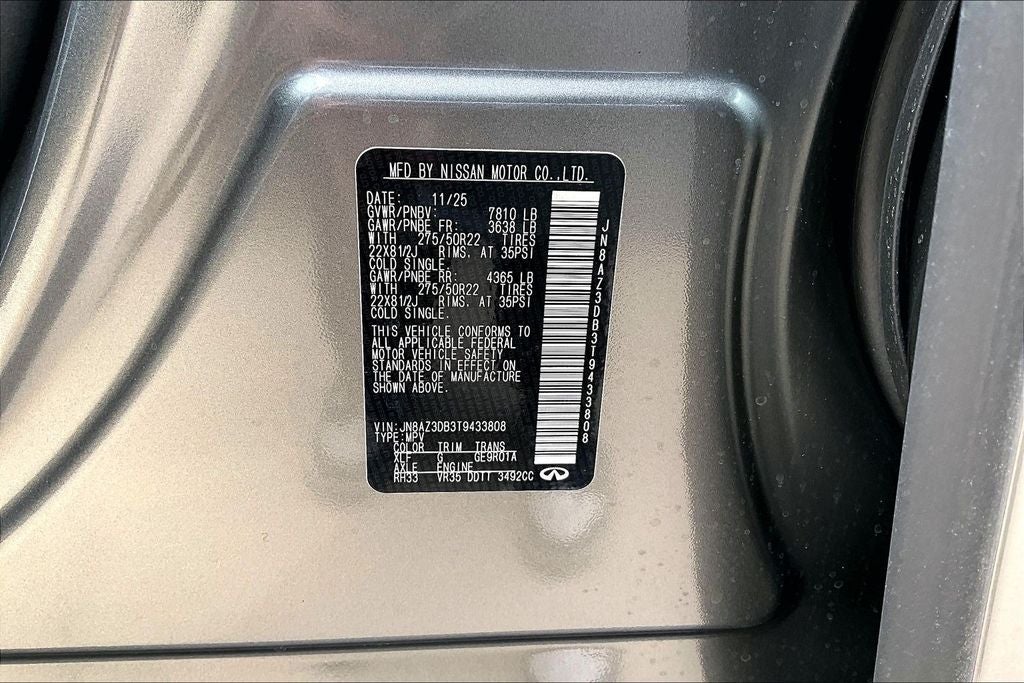 MFD BY NISSAN MOTOR CO.,LTD.
DATE: 11/25
GVWR/PNBV: 7810 LB
GAWR/PNBE FR: 3638 LB
WITH 275/50R22 TIRES
22X81/2J RIMS. AT 35PSI
COLD SINGLE.
GAWR/PNBE RR: 4365 LB
WITH 275/50R22 TIRES
22X81/2J RIMS. AT 35PSI
COLD SINGLE.
THIS VEHICLE CONFORMS TO
ALL APPLICABLE FEDERAL
MOTOR VEHICLE SAFETY
STANDARDS IN EFFECT ON
THE DATE OF MANUFACTURE
SHOWN ABOVE.
VIN:JN8AZ3DB3T9433808
TYPE:MPV
COLOR TRIM TRANS
XLF G GE9R01A
AXLE ENGINE
RH33 VR35 DDTT 3492CC
JN8AZ3DB3T9433808